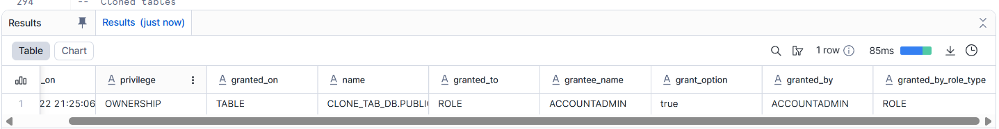 294 -- Cloned tables
Results Results (just now)
Table Chart 1 row 85ms
_on privilege granted_on name granted_to grantee_name grant_option granted_by granted_by_role_type
1 22 21:25:06 OWNERSHIP TABLE CLONE_TAB_DB.PUBLI ROLE ACCOUNTADMIN true ACCOUNTADMIN ROLE